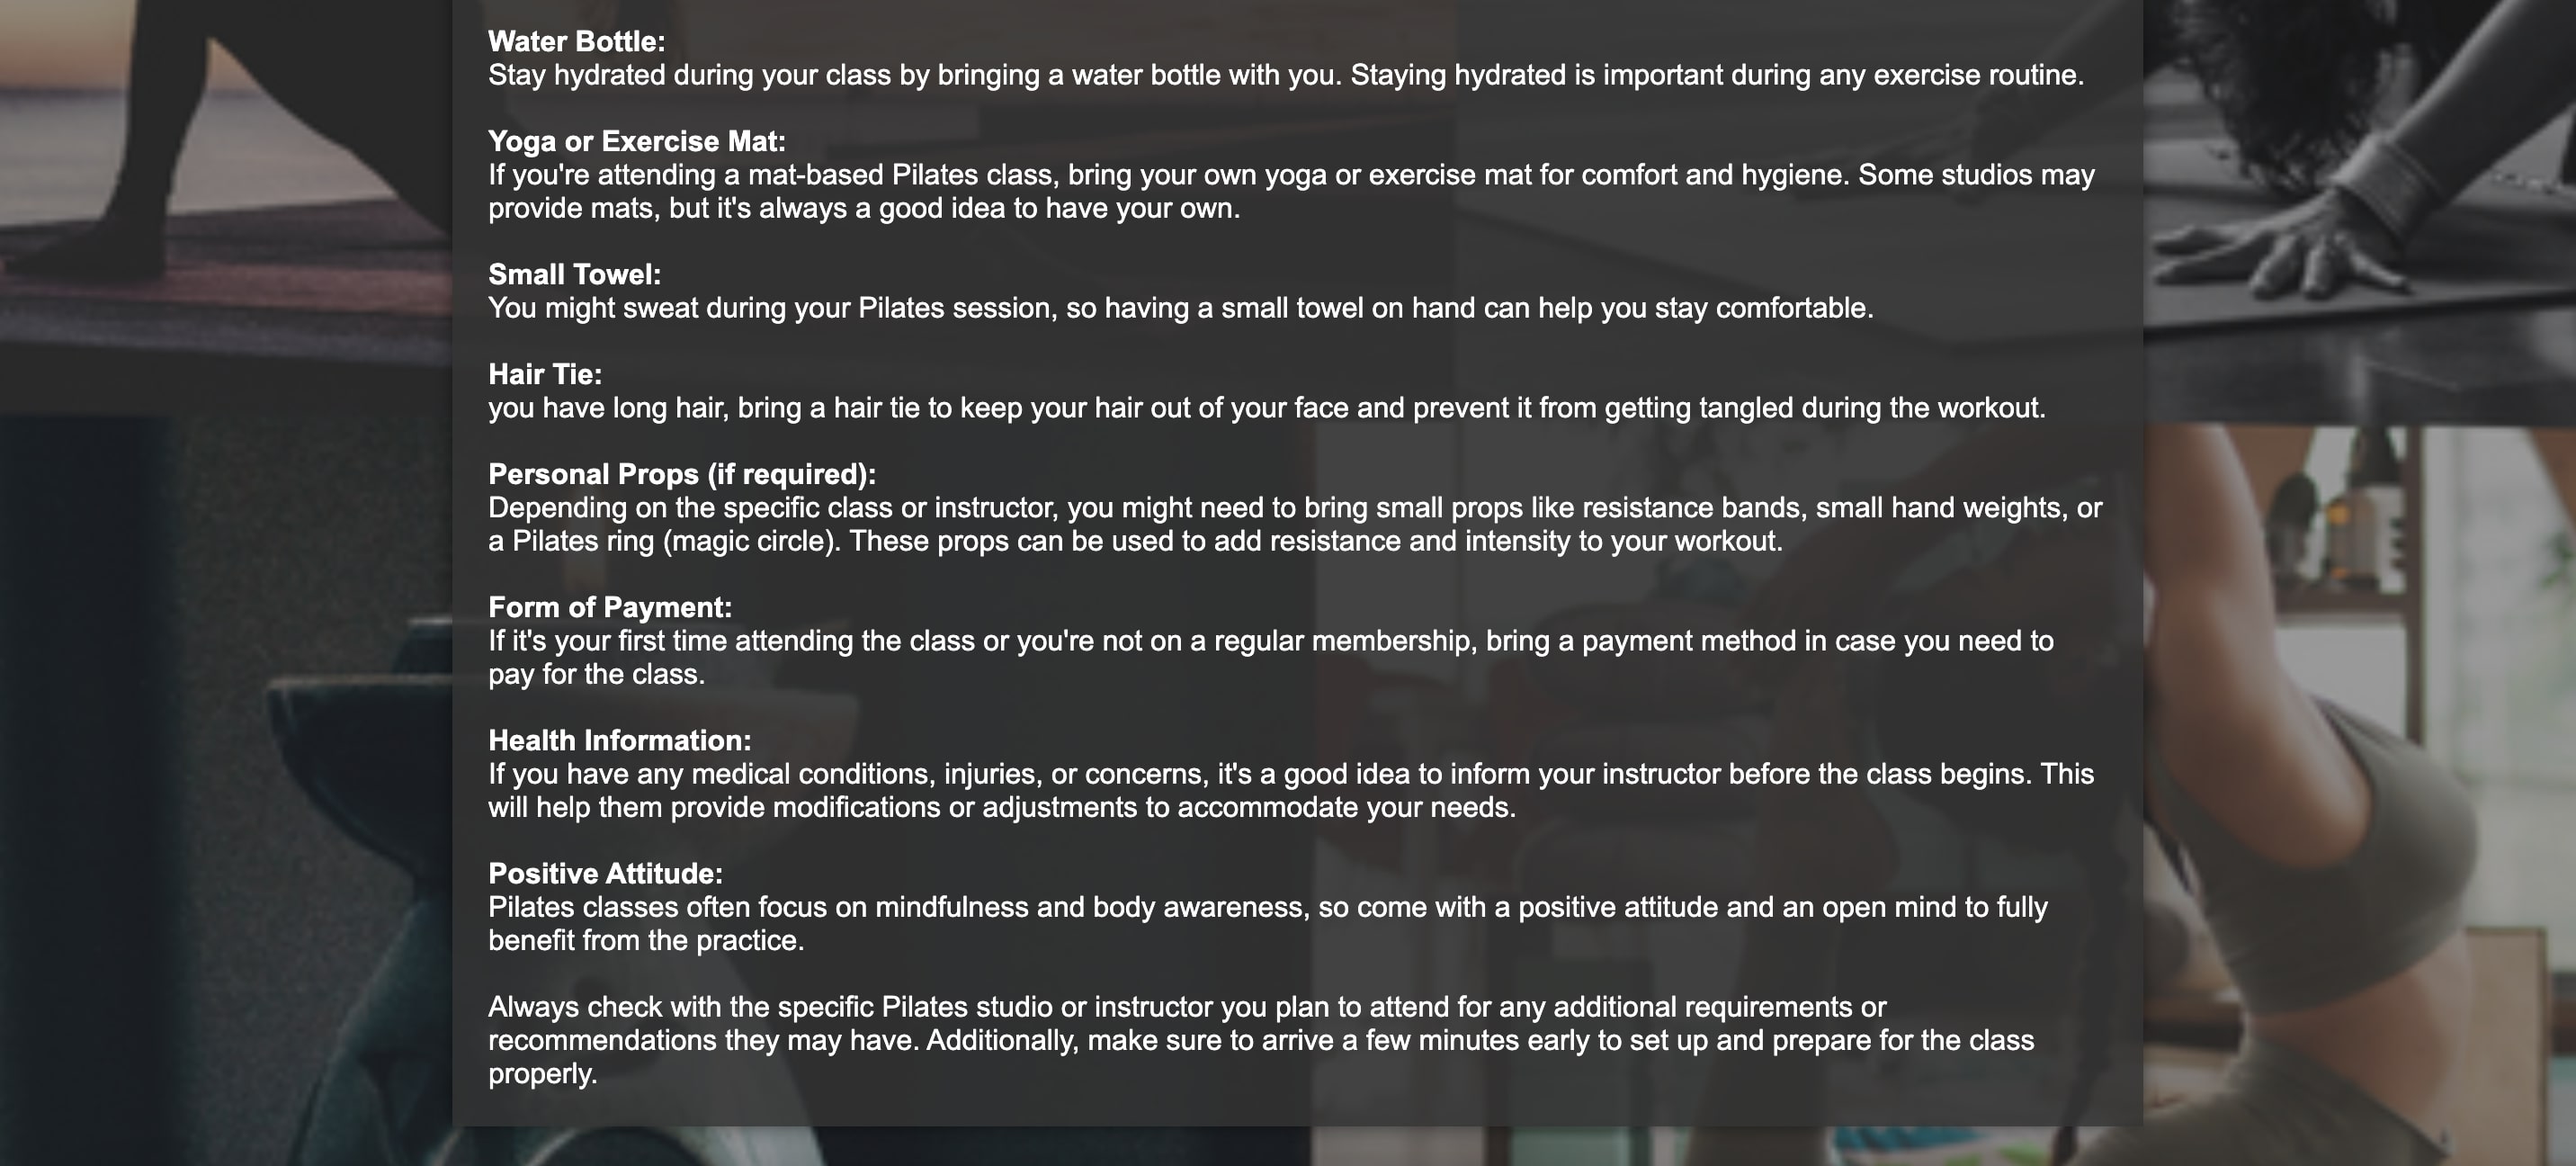 Water Bottle:
Stay hydrated during your class by bringing a water bottle with you. Staying hydrated is important during any exercise routine.
Yoga or Exercise Mat:
If you're attending a mat-based Pilates class, bring your own yoga or exercise mat for comfort and hygiene. Some studios may
provide mats, but it's always a good idea to have your own.
Small Towel:
You might sweat during your Pilates session, so having a small towel on hand can help you stay comfortable.
Hair Tie:
you have long hair, bring a hair tie to keep your hair out of your face and prevent it from getting tangled during the workout.
Personal Props (if required):
Depending on the specific class or instructor, you might need to bring small props like resistance bands, small hand weights, or
a Pilates ring (magic circle). These props can be used to add resistance and intensity to your workout.
Form of Payment:
If it's your first time attending the class or you're not on a regular membership, bring a payment method in case you need to
pay for the class.
Health Information:
If you have any medical conditions, injuries, or concerns, it's a good idea to inform your instructor before the class begins. This
will help them provide modifications or adjustments to accommodate your needs.
Positive Attitude:
Pilates classes often focus on mindfulness and body awareness, so come with a positive attitude and an open mind to fully
benefit from the practice.
Always check with the specific Pilates studio or instructor you plan to attend for any additional requirements or
recommendations they may have. Additionally, make sure to arrive a few minutes early to set up and prepare for the class
properly.